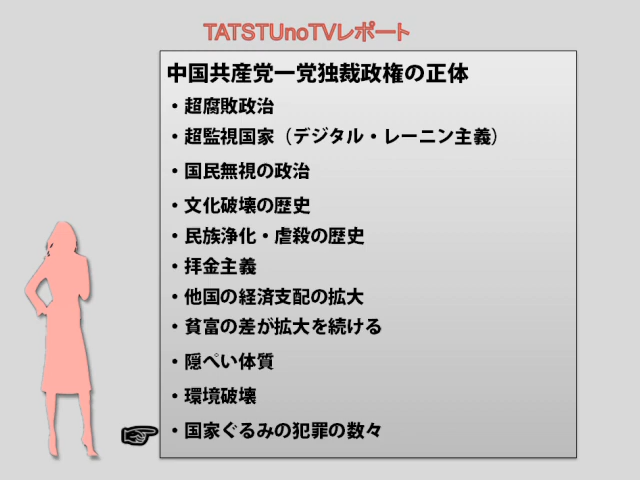 TATSTUnoTVレポート
中国共産党一党独裁政権の正体
・超腐敗政治
・超監視国家（デジタル・レーニン主義）
・国民無視の政治
・文化破壊の歴史
・民族浄化・虐殺の歴史
・拝金主義
・他国の経済支配の拡大
・貧富の差が拡大を続ける
・隠ぺい体質
・環境破壊
・国家ぐるみの犯罪の数々